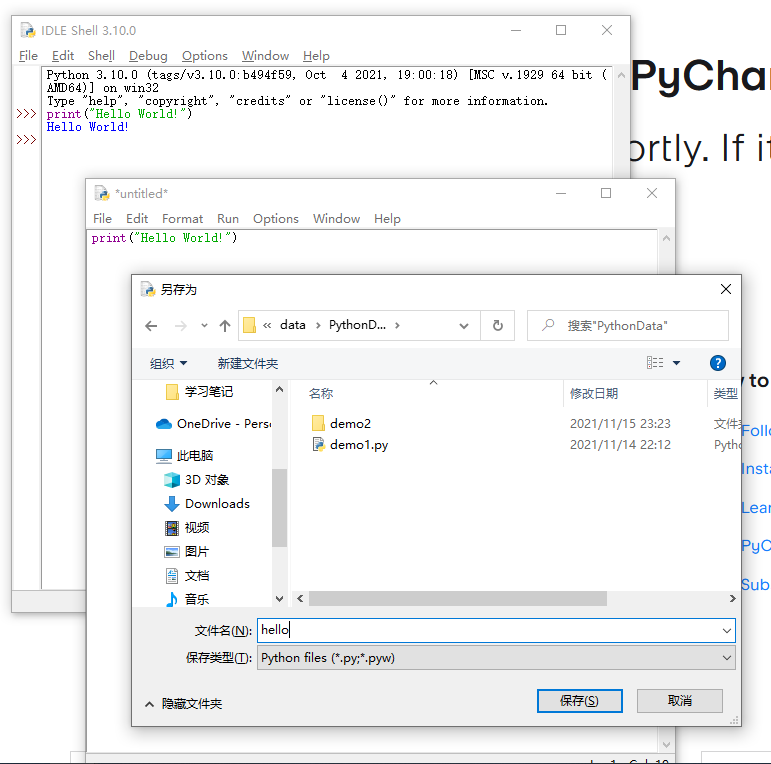 IDLE Shell 3.10.0
File Edit Shell Debug Options Window Help
Python 3.10.0 (tags/v3.10.0:b494f59, Oct  4 2021, 19:00:18) [MSC v.1929 64 bit (
AMD64)] on win32
Type "help", "copyright", "credits" or "license()" for more information.
>>> print("Hello World!")
Hello World!
>>>
PyChar
ortly. If it
*untitled*
File Edit Format Run Options Window Help
print("Hello World!")
另存为
« data › PythonD... ›
搜索"PythonData"
组织 新建文件夹
名称 修改日期 类型
学习笔记
OneDrive - Pers
此电脑
3D 对象
Downloads
视频
图片
文档
音乐
demo2 2021/11/15 23:23 文件
demo1.py 2021/11/14 22:12 Pytho
文件名(N): hello
保存类型(T): Python files (*.py;*.pyw)
隐藏文件夹 保存(S) 取消
y to
Follo
Insta
Lear
PyC
Sub